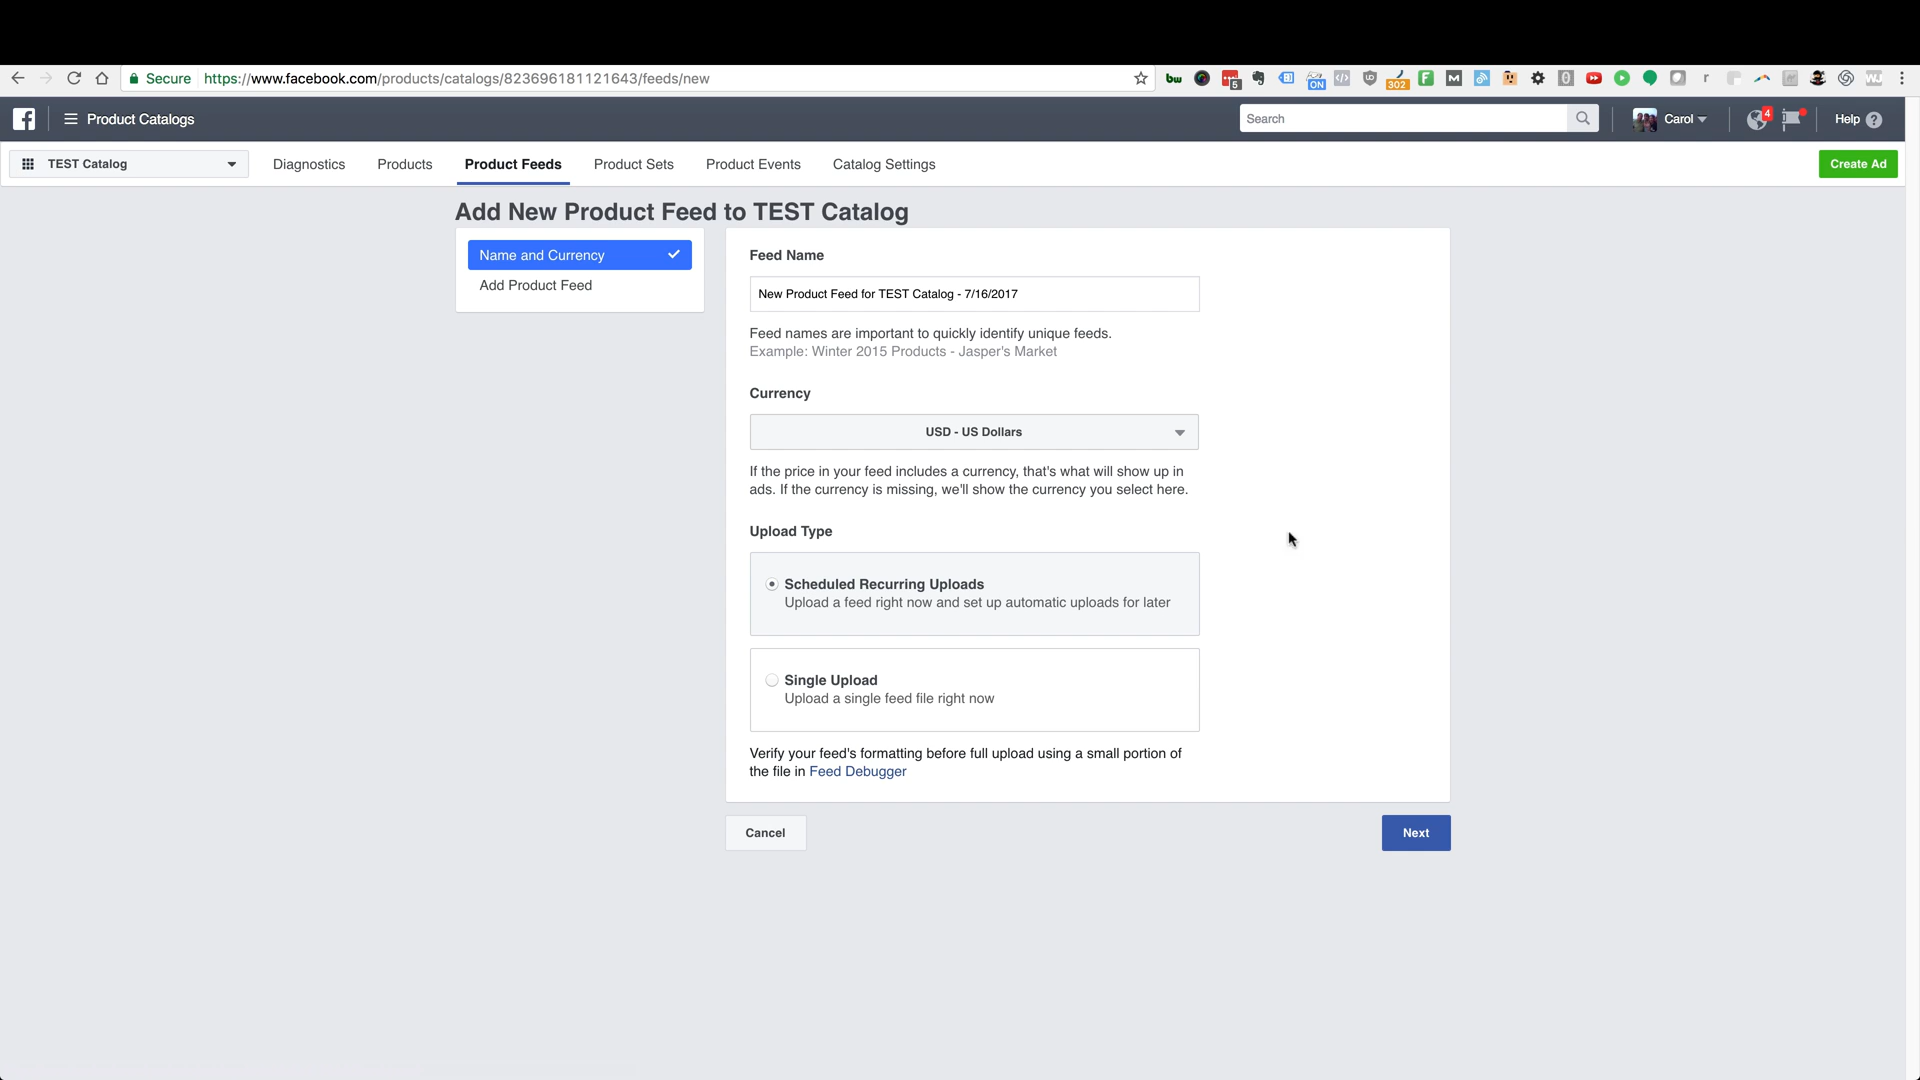 Secure https://www.facebook.com/products/catalogs/823696181121643/feeds/new
bw 5 ON 302 F M r
Product Catalogs Search Carol 4 Help ?
TEST Catalog Diagnostics Products Product Feeds Product Sets Product Events Catalog Settings Create Ad
Add New Product Feed to TEST Catalog
Name and Currency
Add Product Feed
Feed Name
New Product Feed for TEST Catalog - 7/16/2017
Feed names are important to quickly identify unique feeds.
Example: Winter 2015 Products - Jasper's Market
Currency
USD - US Dollars
If the price in your feed includes a currency, that's what will show up in
ads. If the currency is missing, we'll show the currency you select here.
Upload Type
Scheduled Recurring Uploads
Upload a feed right now and set up automatic uploads for later
Single Upload
Upload a single feed file right now
Verify your feed's formatting before full upload using a small portion of
the file in Feed Debugger
Cancel Next